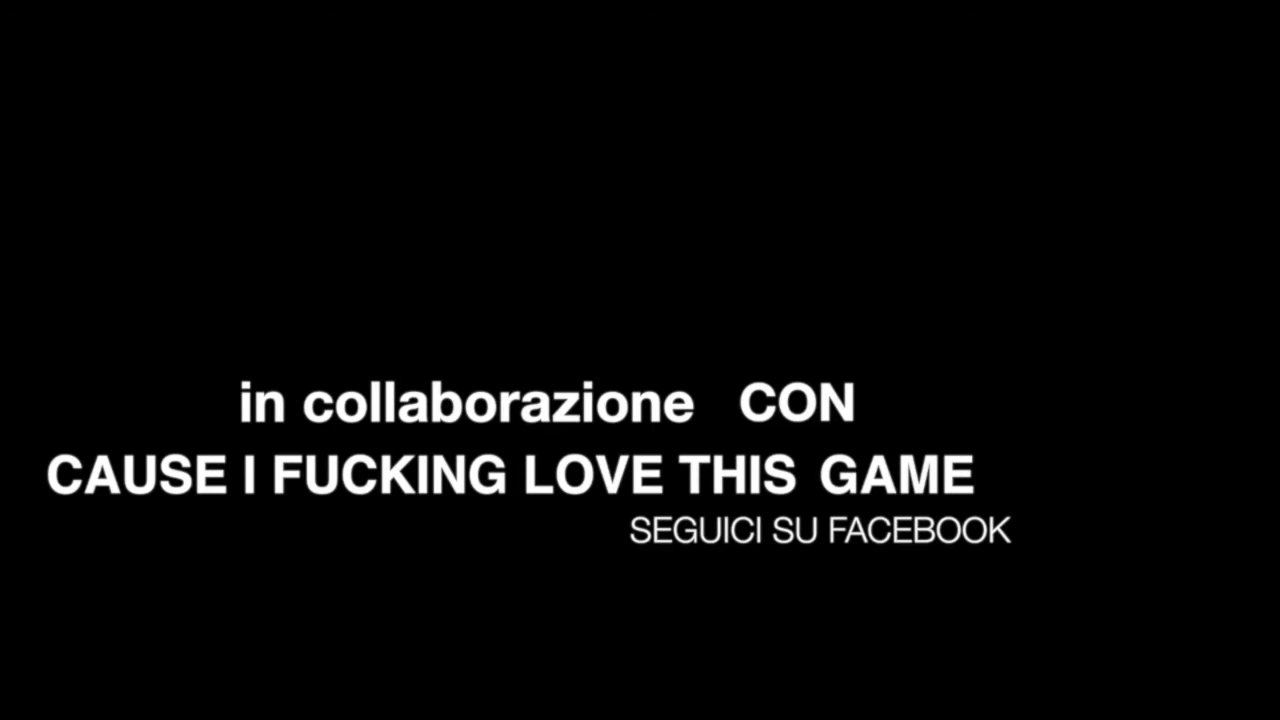 in collaborazione CON
CAUSE I FUCKING LOVE THIS GAME
SEGUICI SU FACEBOOK